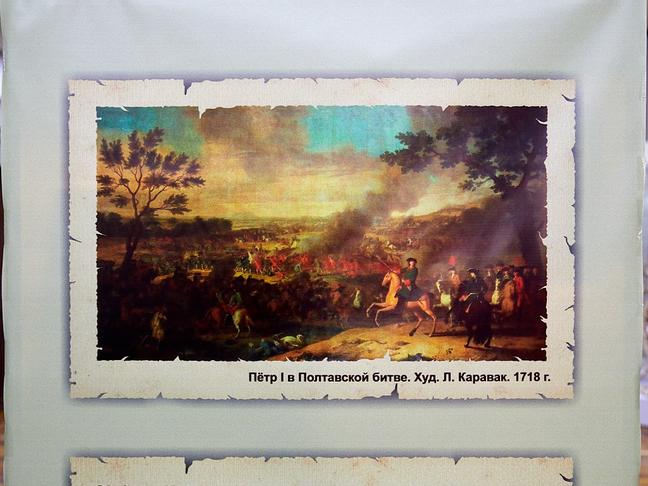 Пётр I в Полтавской битве. Худ. Л. Каравак. 1718 г.